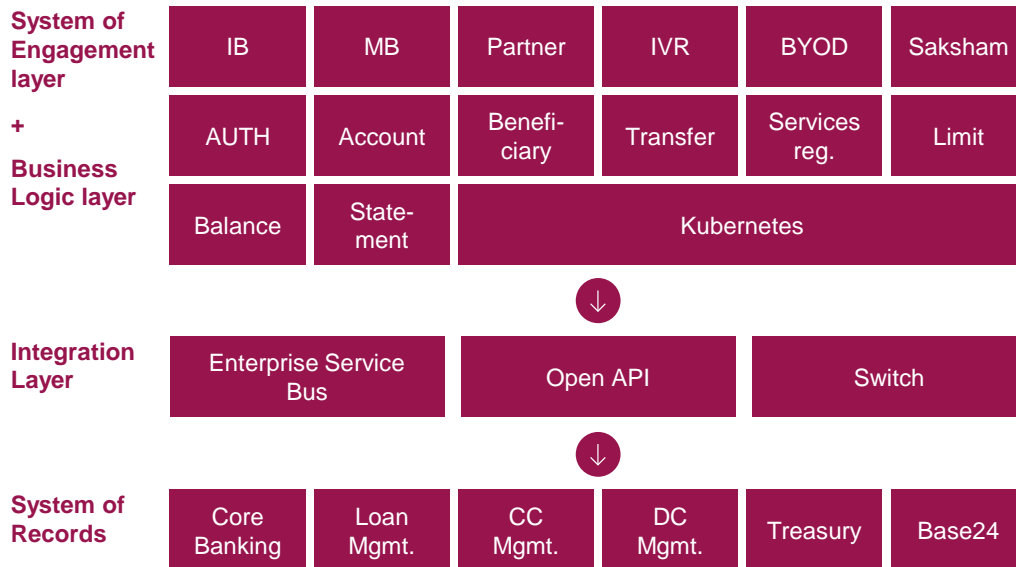 System of
Engagement
layer
+
Business
Logic layer
IB
MB
Partner
IVR
BYOD
Saksham
AUTH
Account
Benefi-
ciary
Transfer
Services
reg.
Limit
Balance
State-
ment
Kubernetes
↓
Integration
Layer
Enterprise Service
Bus
Open API
Switch
↓
System of
Records
Core
Banking
Loan
Mgmt.
CC
Mgmt.
DC
Mgmt.
Treasury
Base24